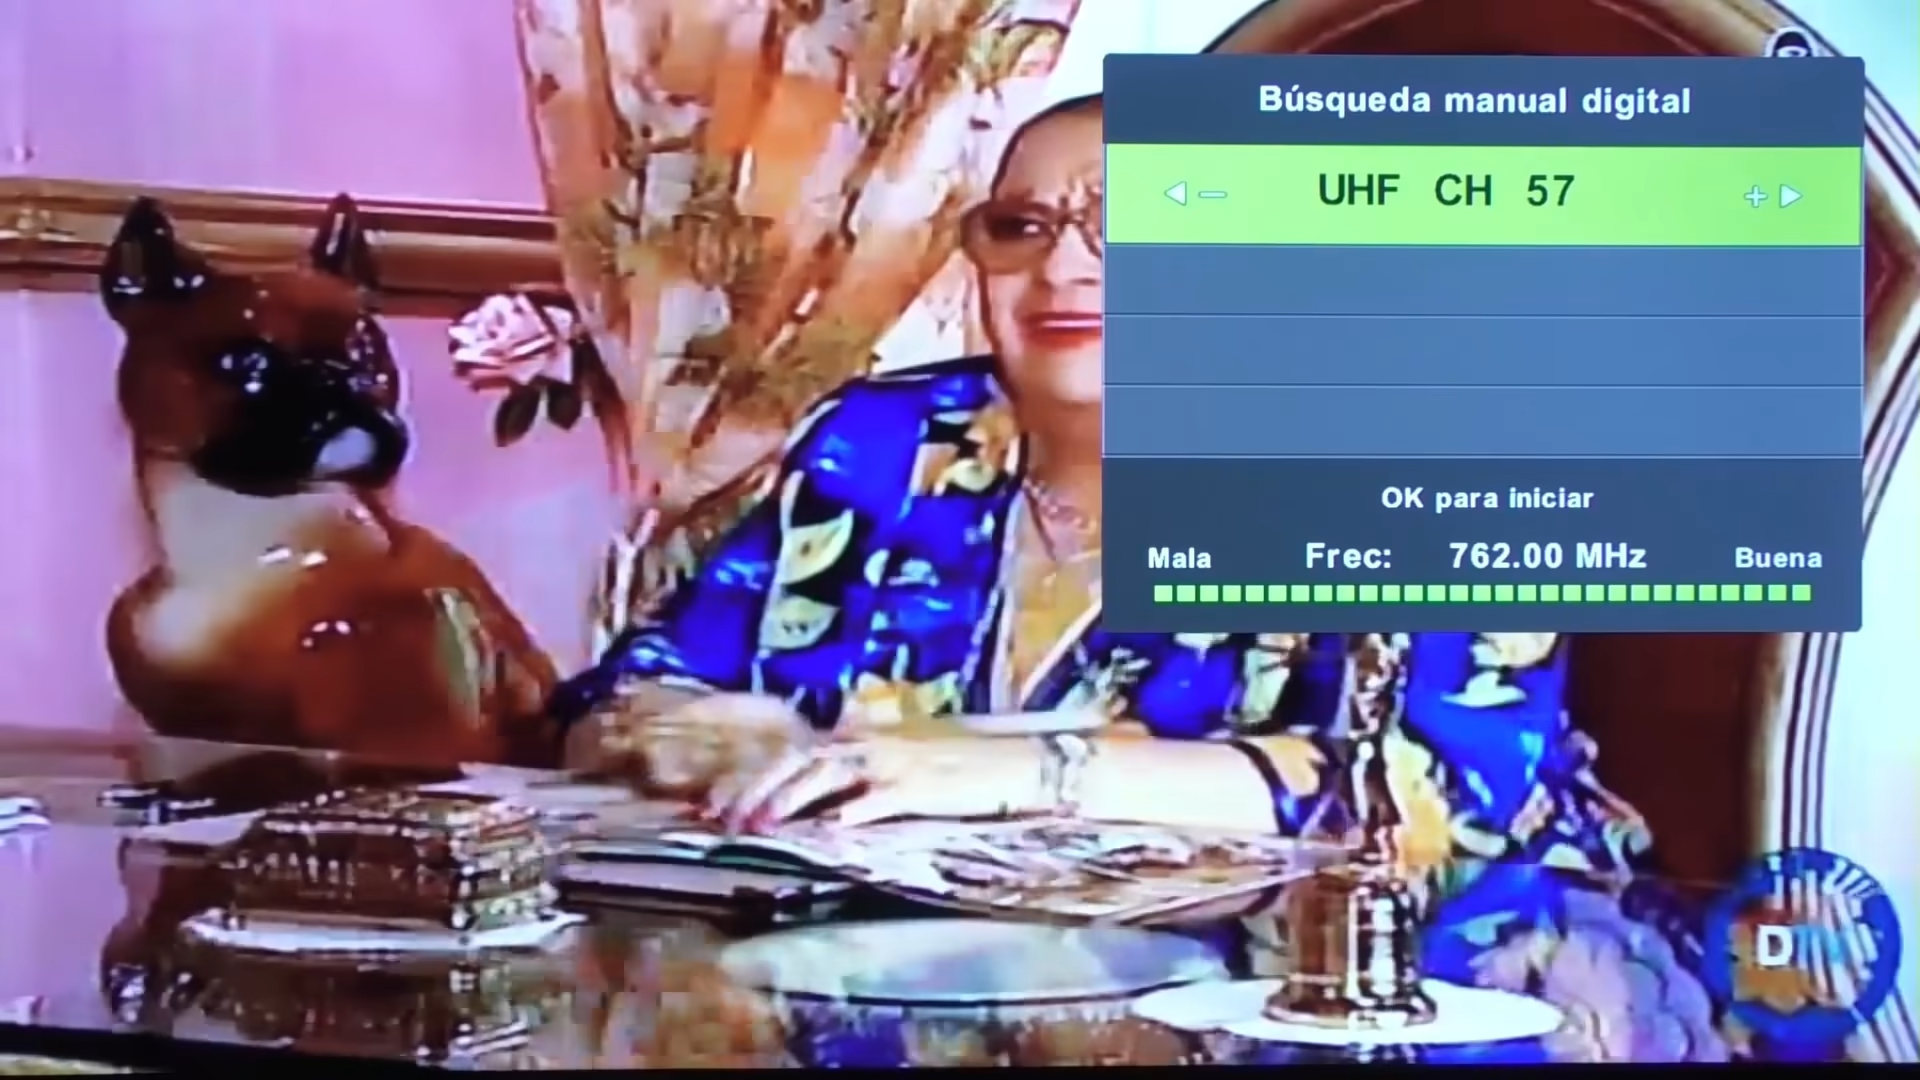 Búsqueda manual digital
UHF CH 57
OK para iniciar
Mala Frec: 762.00 MHz Buena
D